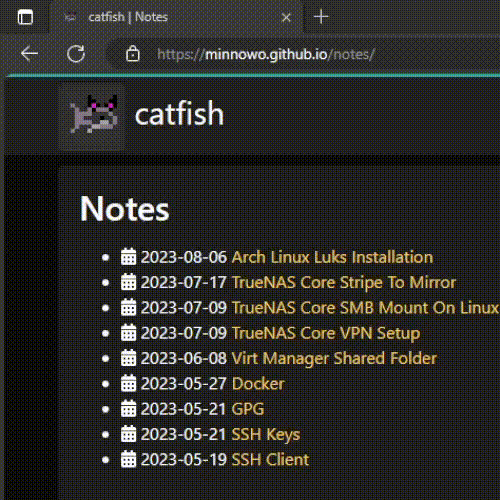 catfish | Notes
https://minnowo.github.io/notes/
catfish
Notes
2023-08-06 Arch Linux Luks Installation
2023-07-17 TrueNAS Core Stripe To Mirror
2023-07-09 TrueNAS Core SMB Mount On Linux
2023-07-09 TrueNAS Core VPN Setup
2023-06-08 Virt Manager Shared Folder
2023-05-27 Docker
2023-05-21 GPG
2023-05-21 SSH Keys
2023-05-19 SSH Client